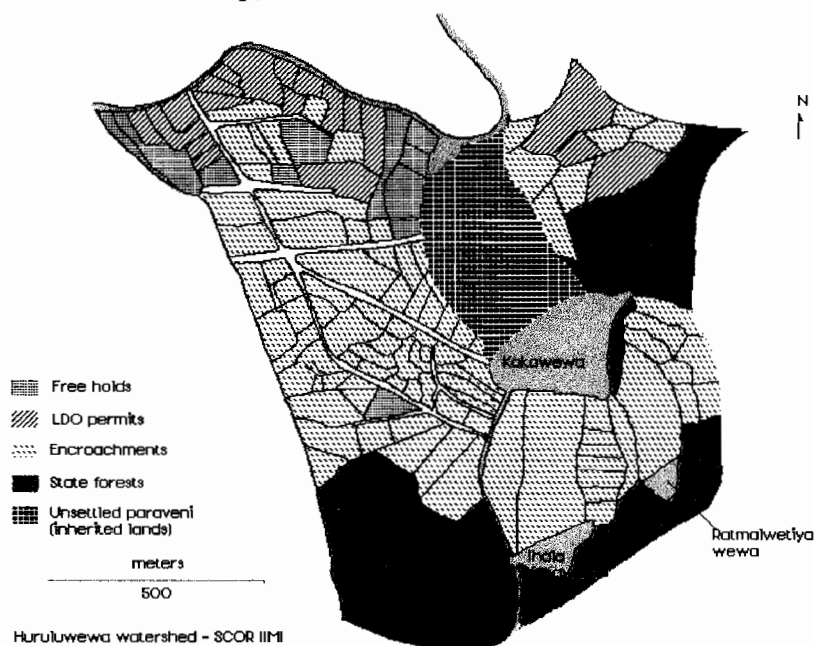 N
Kokowewa
Free holds
LDO permits
Encroachments
State forests
Unsettled paraveni
(inherited lands)
meters
500
Ratmalwetiya
wewa
Ihala
Huruluwewa watershed - SCOR IIMI